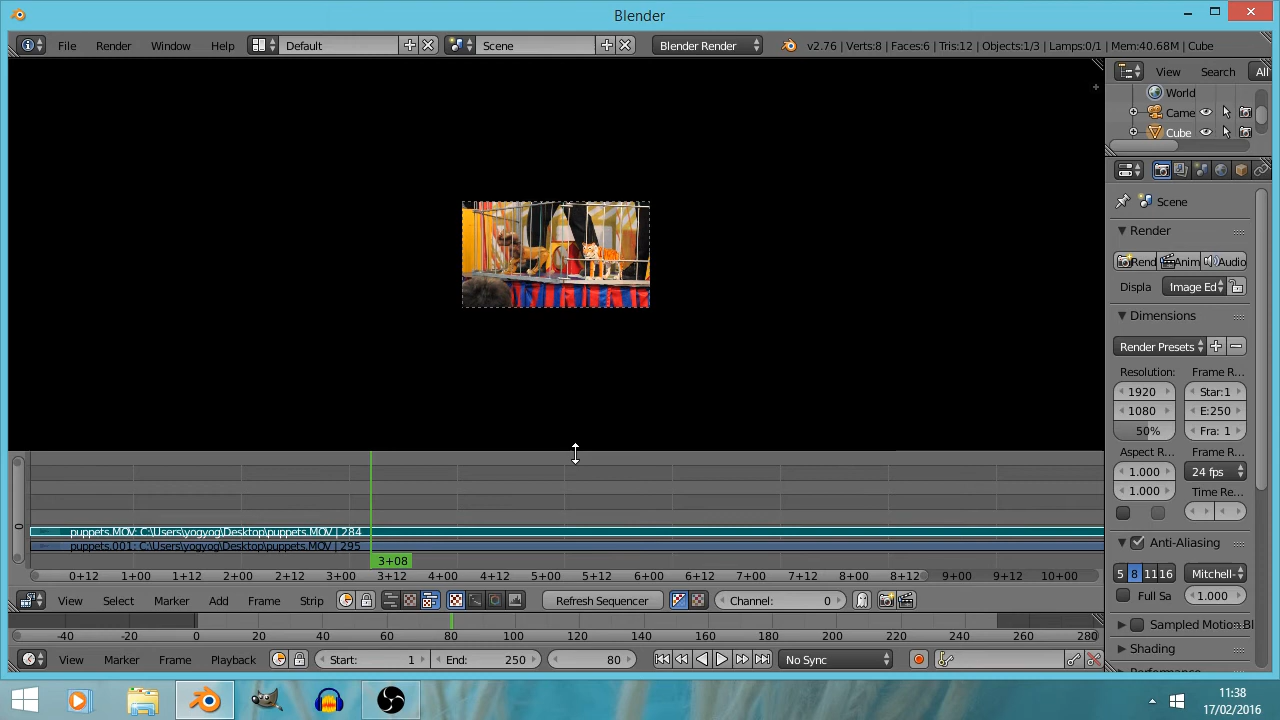 Blender
File Render Window Help Default Scene Blender Render v2.76 | Verts:8 | Faces:6 | Tris:12 | Objects:1/3 | Lamps:0/1 | Mem:40.68M | Cube
View Search All
World
Came
Cube
Scene
Render
Rend Anim Audio
Displa Image Ed
Dimensions
Render Presets
Resolution: Frame R...
1920 Star:1
1080 E:250
50% Fra: 1
Aspect R... Frame R...
1.000 24 fps
1.000 Time Re...
Anti-Aliasing
5 8 11 16 Mitchell-
Full Sa 1.000
Sampled Motion Bl
Shading
puppets.MOV: C:\Users\yogyog\Desktop\puppets.MOV | 284
puppets.001: C:\Users\yogyog\Desktop\puppets.MOV | 295
3+08
0+12 1+00 1+12 2+00 2+12 3+00 3+12 4+00 4+12 5+00 5+12 6+00 6+12 7+00 7+12 8+00 8+12 9+00 9+12 10+00
0
View Select Marker Add Frame Strip Refresh Sequencer Channel: 0
-40 -20 0 20 40 60 80 100 120 140 160 180 200 220 240 260 280
View Marker Frame Playback Start: 1 End: 250 80 No Sync
11:38
17/02/2016